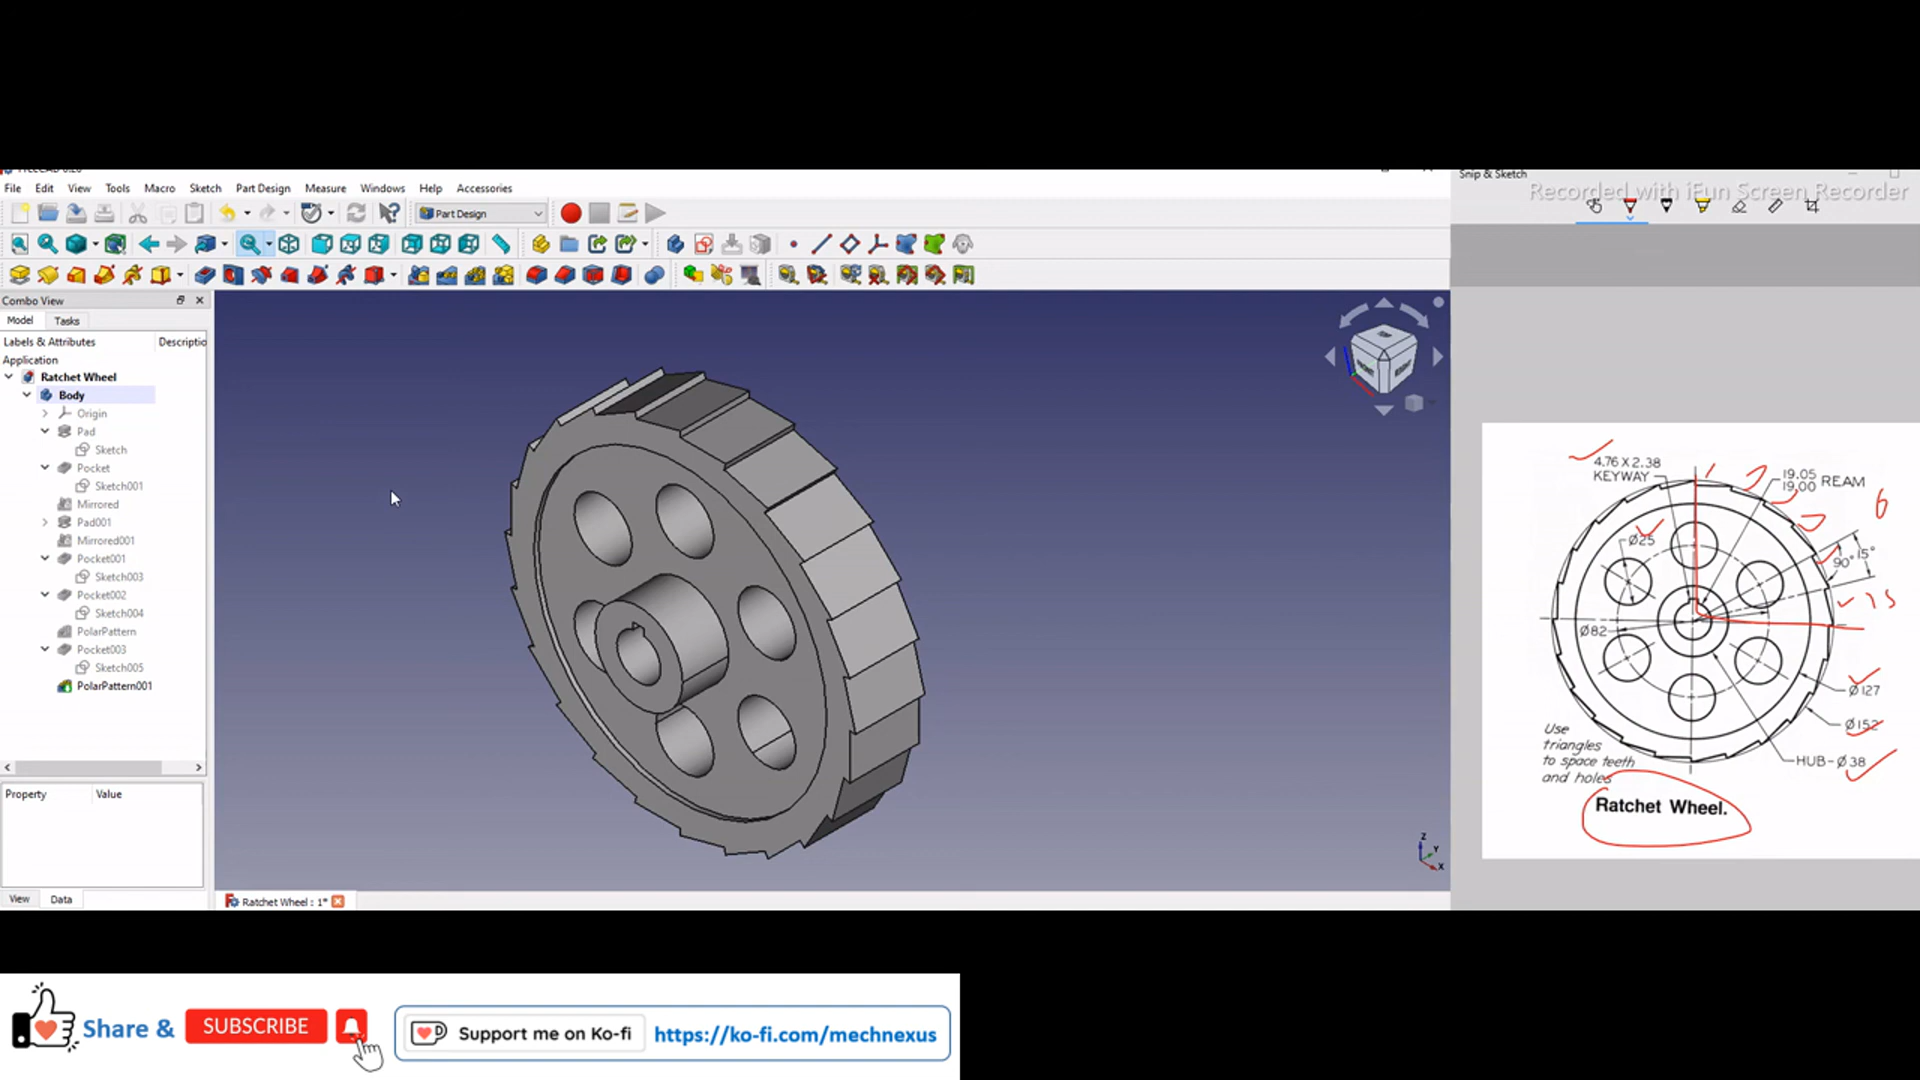 File Edit View Tools Macro Sketch Part Design Measure Windows Help Accessories
Part Design
Combo View
Model Tasks
Labels & Attributes Descriptio
Application
Ratchet Wheel
Body
Origin
Pad
Sketch
Pocket
Sketch001
Mirrored
Pad001
Mirrored001
Pocket001
Sketch003
Pocket002
Sketch004
PolarPattern
Pocket003
Sketch005
PolarPattern001
Property Value
View Data
Ratchet Wheel : 1*
Z
Y
X
Snip & Sketch
Recorded with iFun Screen Recorder
4.76 X 2.38
KEYWAY
19.05
19.00 REAM
6
Ø25
15°
90°
15
Ø82
Ø127
Ø152
HUB-Ø38
Use
triangles
to space teeth
and holes
Ratchet Wheel.
Share &
SUBSCRIBE
Support me on Ko-fi
https://ko-fi.com/mechnexus